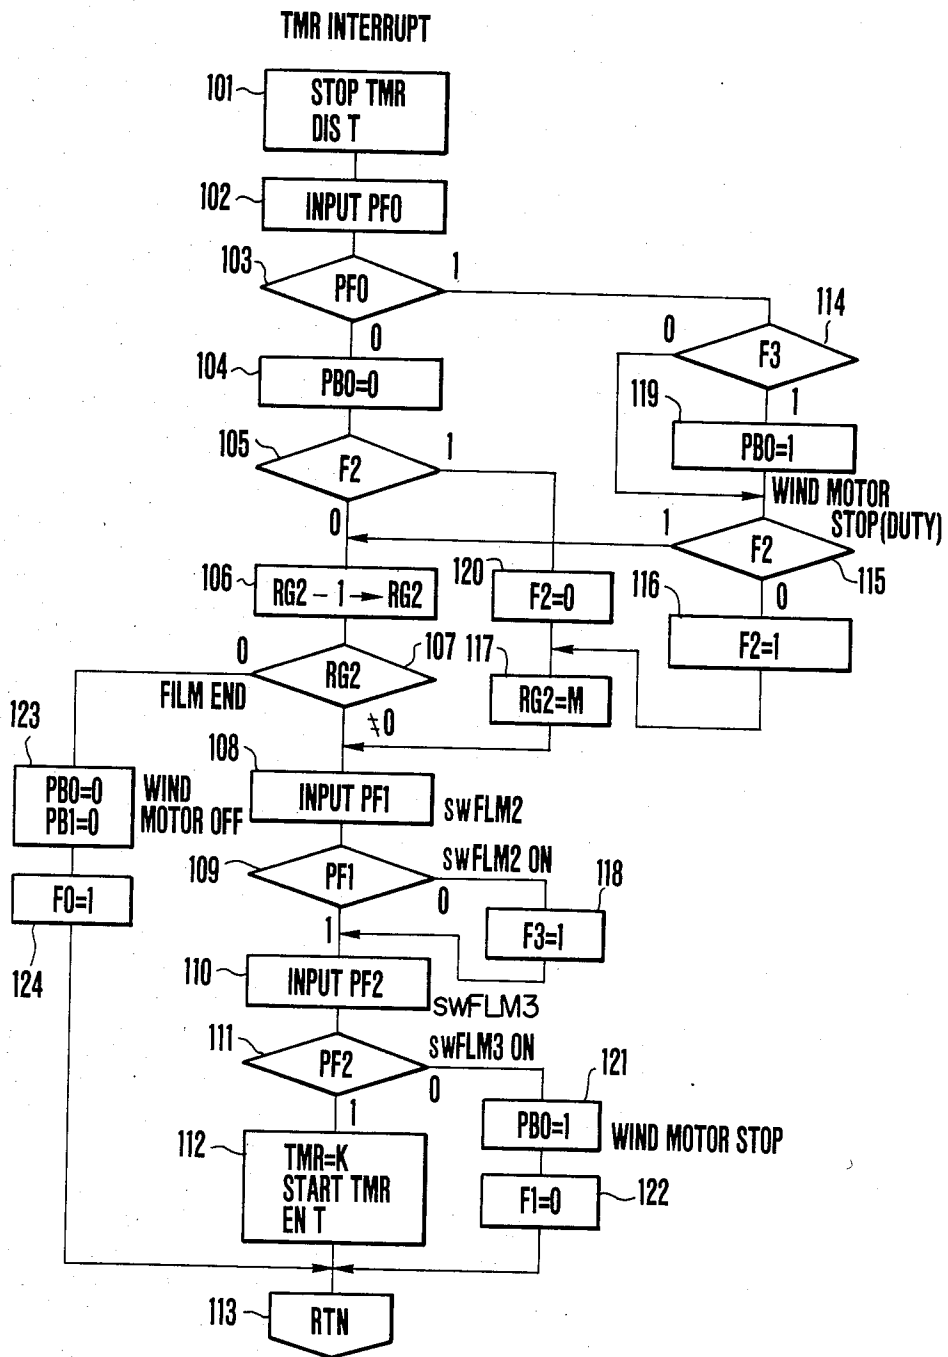 TMR INTERRUPT
101
STOP TMR
DIS T
102
INPUT PF0
103
PF0
1
0
114
F3
0
1
104
PB0=0
119
PB0=1
105
F2
1
0
WIND MOTOR
STOP(DUTY)
1
F2
115
0
106
RG2 - 1 → RG2
120
F2=0
116
F2=1
0
RG2
107
FILM END
≠0
117
RG2=M
123
PB0=0
PB1=0
WIND
MOTOR OFF
108
INPUT PF1
swFLM2
109
PF1
swFLM2 ON
0
1
118
F3=1
F0=1
124
110
INPUT PF2
swFLM3
111
PF2
swFLM3 ON
0
1
121
PB0=1
WIND MOTOR STOP
112
TMR=K
START TMR
EN T
F1=0
122
113
RTN